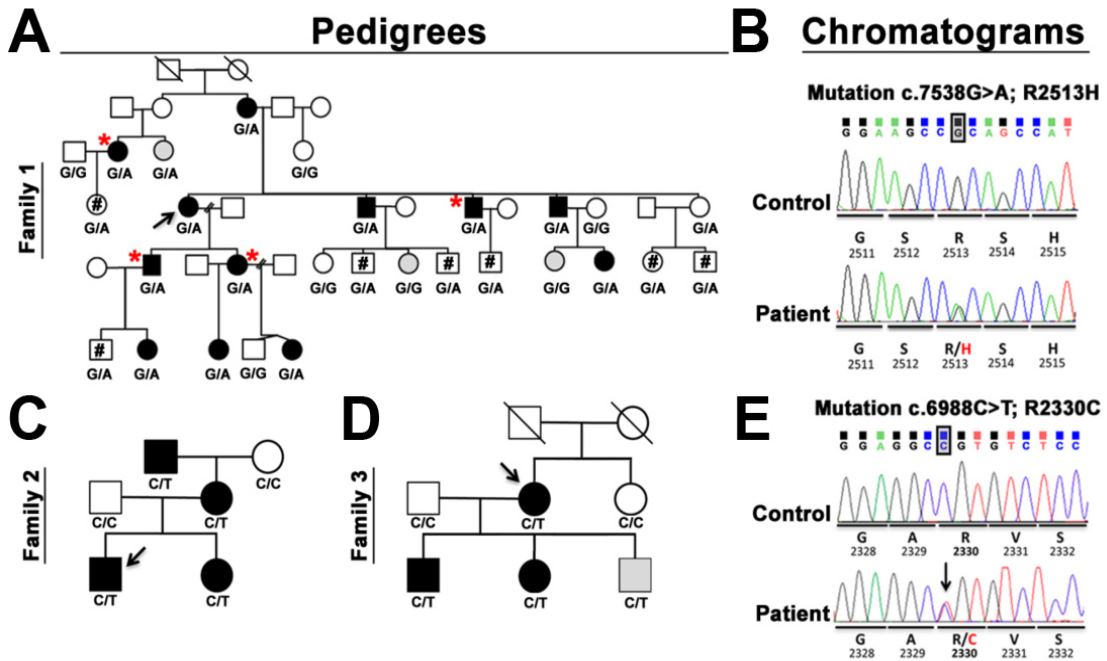 A Pedigrees
Family 1
G/A
* *
G/G G/A G/A G/G
# G/A G/A G/A G/A G/A G/G G/A
* *
G/A G/A G/G # G/A G/G # G/A # G/A G/G G/A # G/A # G/A
# G/A G/A G/A G/G G/A
B Chromatograms
Mutation c.7538G>A; R2513H
G G A A G C C G C A G C C A T
Control
G S R S H
2511 2512 2513 2514 2515
Patient
G S R/H S H
2511 2512 2513 2514 2515
C
Family 2
C/T C/C
C/C C/T
C/T C/T
D
Family 3
C/C C/T C/C
C/T C/T C/T
E
Mutation c.6988C>T; R2330C
G G A G G C C G T G T C T C C
Control
G A R V S
2328 2329 2330 2331 2332
Patient
G A R/C V S
2328 2329 2330 2331 2332